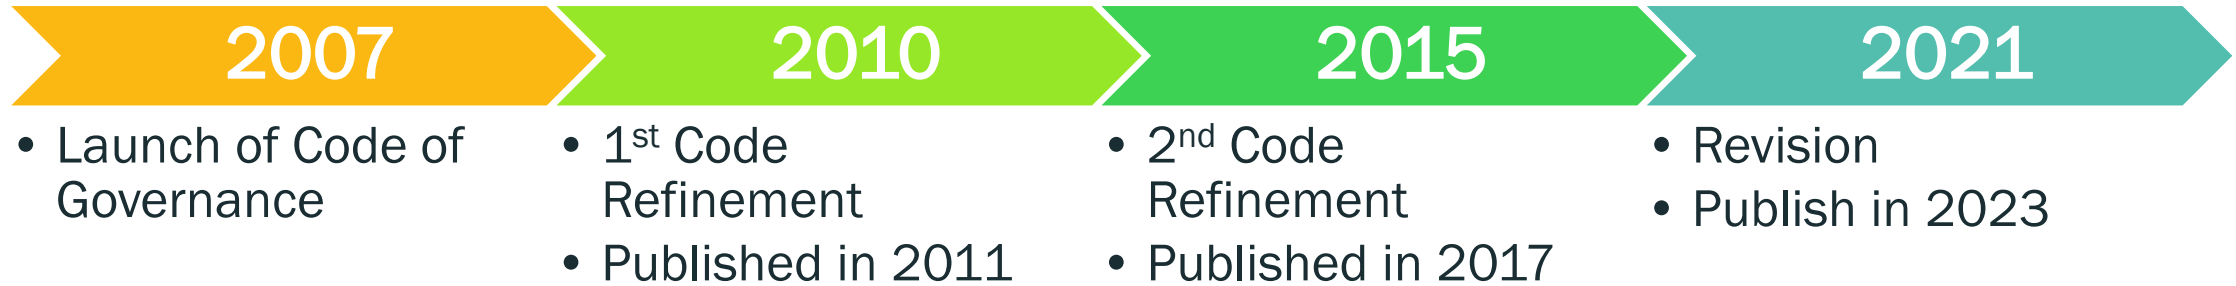 2007
• Launch of Code of
Governance
2010
• 1st Code
Refinement
• Published in 2011
2015
• 2nd Code
Refinement
• Published in 2017
2021
• Revision
• Publish in 2023